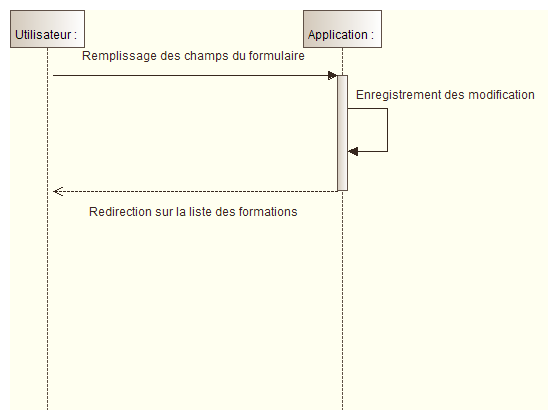 Utilisateur :
Application :
Remplissage des champs du formulaire
Enregistrement des modification
Redirection sur la liste des formations